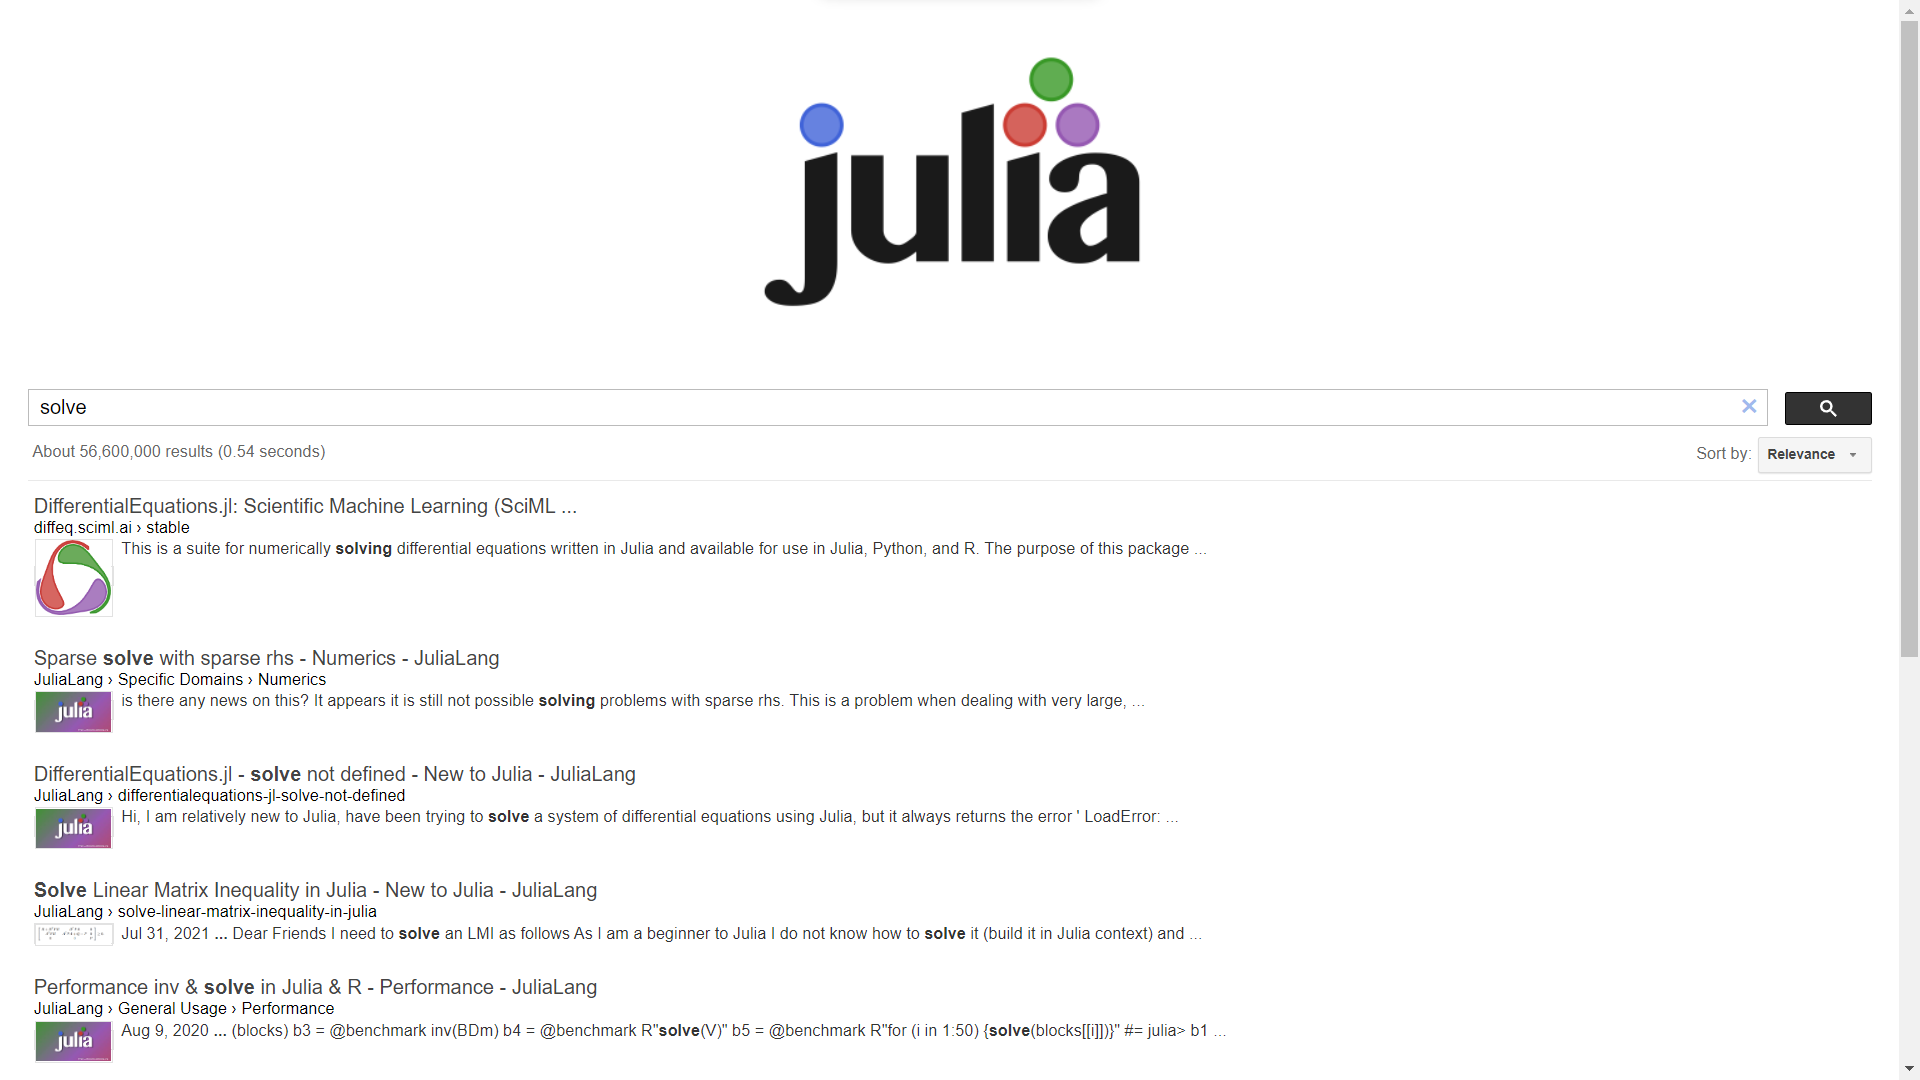 julia
solve
About 56,600,000 results (0.54 seconds)
Sort by: Relevance
DifferentialEquations.jl: Scientific Machine Learning (SciML ...
diffeq.sciml.ai › stable
This is a suite for numerically solving differential equations written in Julia and available for use in Julia, Python, and R. The purpose of this package ...
Sparse solve with sparse rhs - Numerics - JuliaLang
JuliaLang › Specific Domains › Numerics
julia
is there any news on this? It appears it is still not possible solving problems with sparse rhs. This is a problem when dealing with very large, ...
DifferentialEquations.jl - solve not defined - New to Julia - JuliaLang
JuliaLang › differentialequations-jl-solve-not-defined
julia
Hi, I am relatively new to Julia, have been trying to solve a system of differential equations using Julia, but it always returns the error ' LoadError: ...
Solve Linear Matrix Inequality in Julia - New to Julia - JuliaLang
JuliaLang › solve-linear-matrix-inequality-in-julia
Jul 31, 2021 ... Dear Friends I need to solve an LMI as follows As I am a beginner to Julia I do not know how to solve it (build it in Julia context) and ...
Performance inv & solve in Julia & R - Performance - JuliaLang
JuliaLang › General Usage › Performance
julia
Aug 9, 2020 ... (blocks) b3 = @benchmark inv(BDm) b4 = @benchmark R"solve(V)" b5 = @benchmark R"for (i in 1:50) {solve(blocks[[i]])}" #= julia> b1 ...